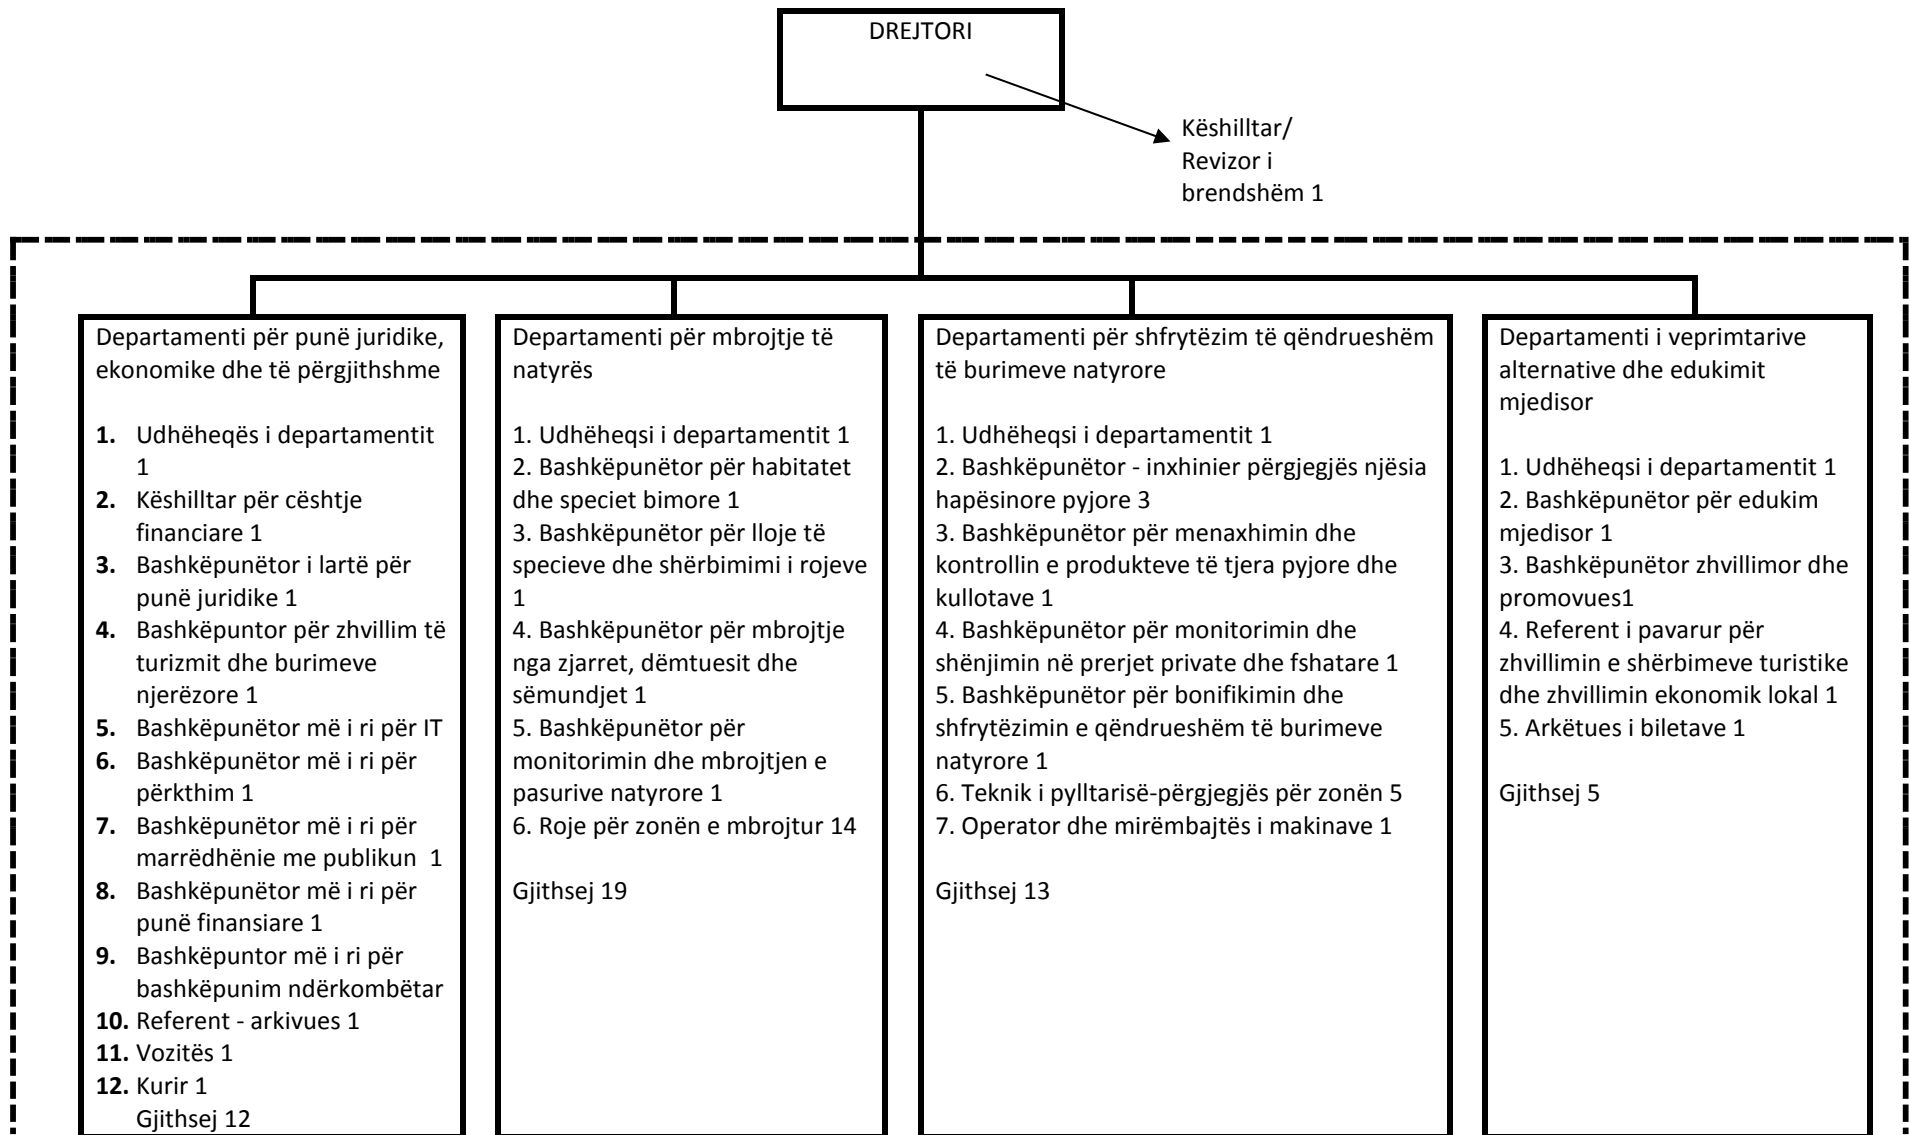 DREJTORI
Këshilltar/
Revizor i
brendshëm 1
Departamenti për punë juridike,
ekonomike dhe të përgjithshme
1. Udhëheqës i departamentit
1
2. Këshilltar për cështje
financiare 1
3. Bashkëpunëtor i lartë për
punë juridike 1
4. Bashkëpuntor për zhvillim të
turizmit dhe burimeve
njerëzore 1
5. Bashkëpunëtor më i ri për IT
6. Bashkëpunëtor më i ri për
përkthim 1
7. Bashkëpunëtor më i ri për
marrëdhënie me publikun 1
8. Bashkëpunëtor më i ri për
punë finansiare 1
9. Bashkëpuntor më i ri për
bashkëpunim ndërkombëtar
10. Referent - arkivues 1
11. Vozitës 1
12. Kurir 1
Gjithsej 12
Departamenti për mbrojtje të
natyrës
1. Udhëheqsi i departamentit 1
2. Bashkëpunëtor për habitatet
dhe speciet bimore 1
3. Bashkëpunëtor për lloje të
specieve dhe shërbimimi i rojeve
1
4. Bashkëpunëtor për mbrojtje
nga zjarret, dëmtuesit dhe
sëmundjet 1
5. Bashkëpunëtor për
monitorimin dhe mbrojtjen e
pasurive natyrore 1
6. Roje për zonën e mbrojtur 14
Gjithsej 19
Departamenti për shfrytëzim të qëndrueshëm
të burimeve natyrore
1. Udhëheqsi i departamentit 1
2. Bashkëpunëtor - inxhinier përgjegjës njësia
hapësinore pyjore 3
3. Bashkëpunëtor për menaxhimin dhe
kontrollin e produkteve të tjera pyjore dhe
kullotave 1
4. Bashkëpunëtor për monitorimin dhe
shënjimin në prerjet private dhe fshatare 1
5. Bashkëpunëtor për bonifikimin dhe
shfrytëzimin e qëndrueshëm të burimeve
natyrore 1
6. Teknik i pylltarisë-përgjegjës për zonën 5
7. Operator dhe mirëmbajtës i makinave 1
Gjithsej 13
Departamenti i veprimtarive
alternative dhe edukimit
mjedisor
1. Udhëheqsi i departamentit 1
2. Bashkëpunëtor për edukim
mjedisor 1
3. Bashkëpunëtor zhvillimor dhe
promovues1
4. Referent i pavarur për
zhvillimin e shërbimeve turistike
dhe zhvillimin ekonomik lokal 1
5. Arkëtues i biletave 1
Gjithsej 5